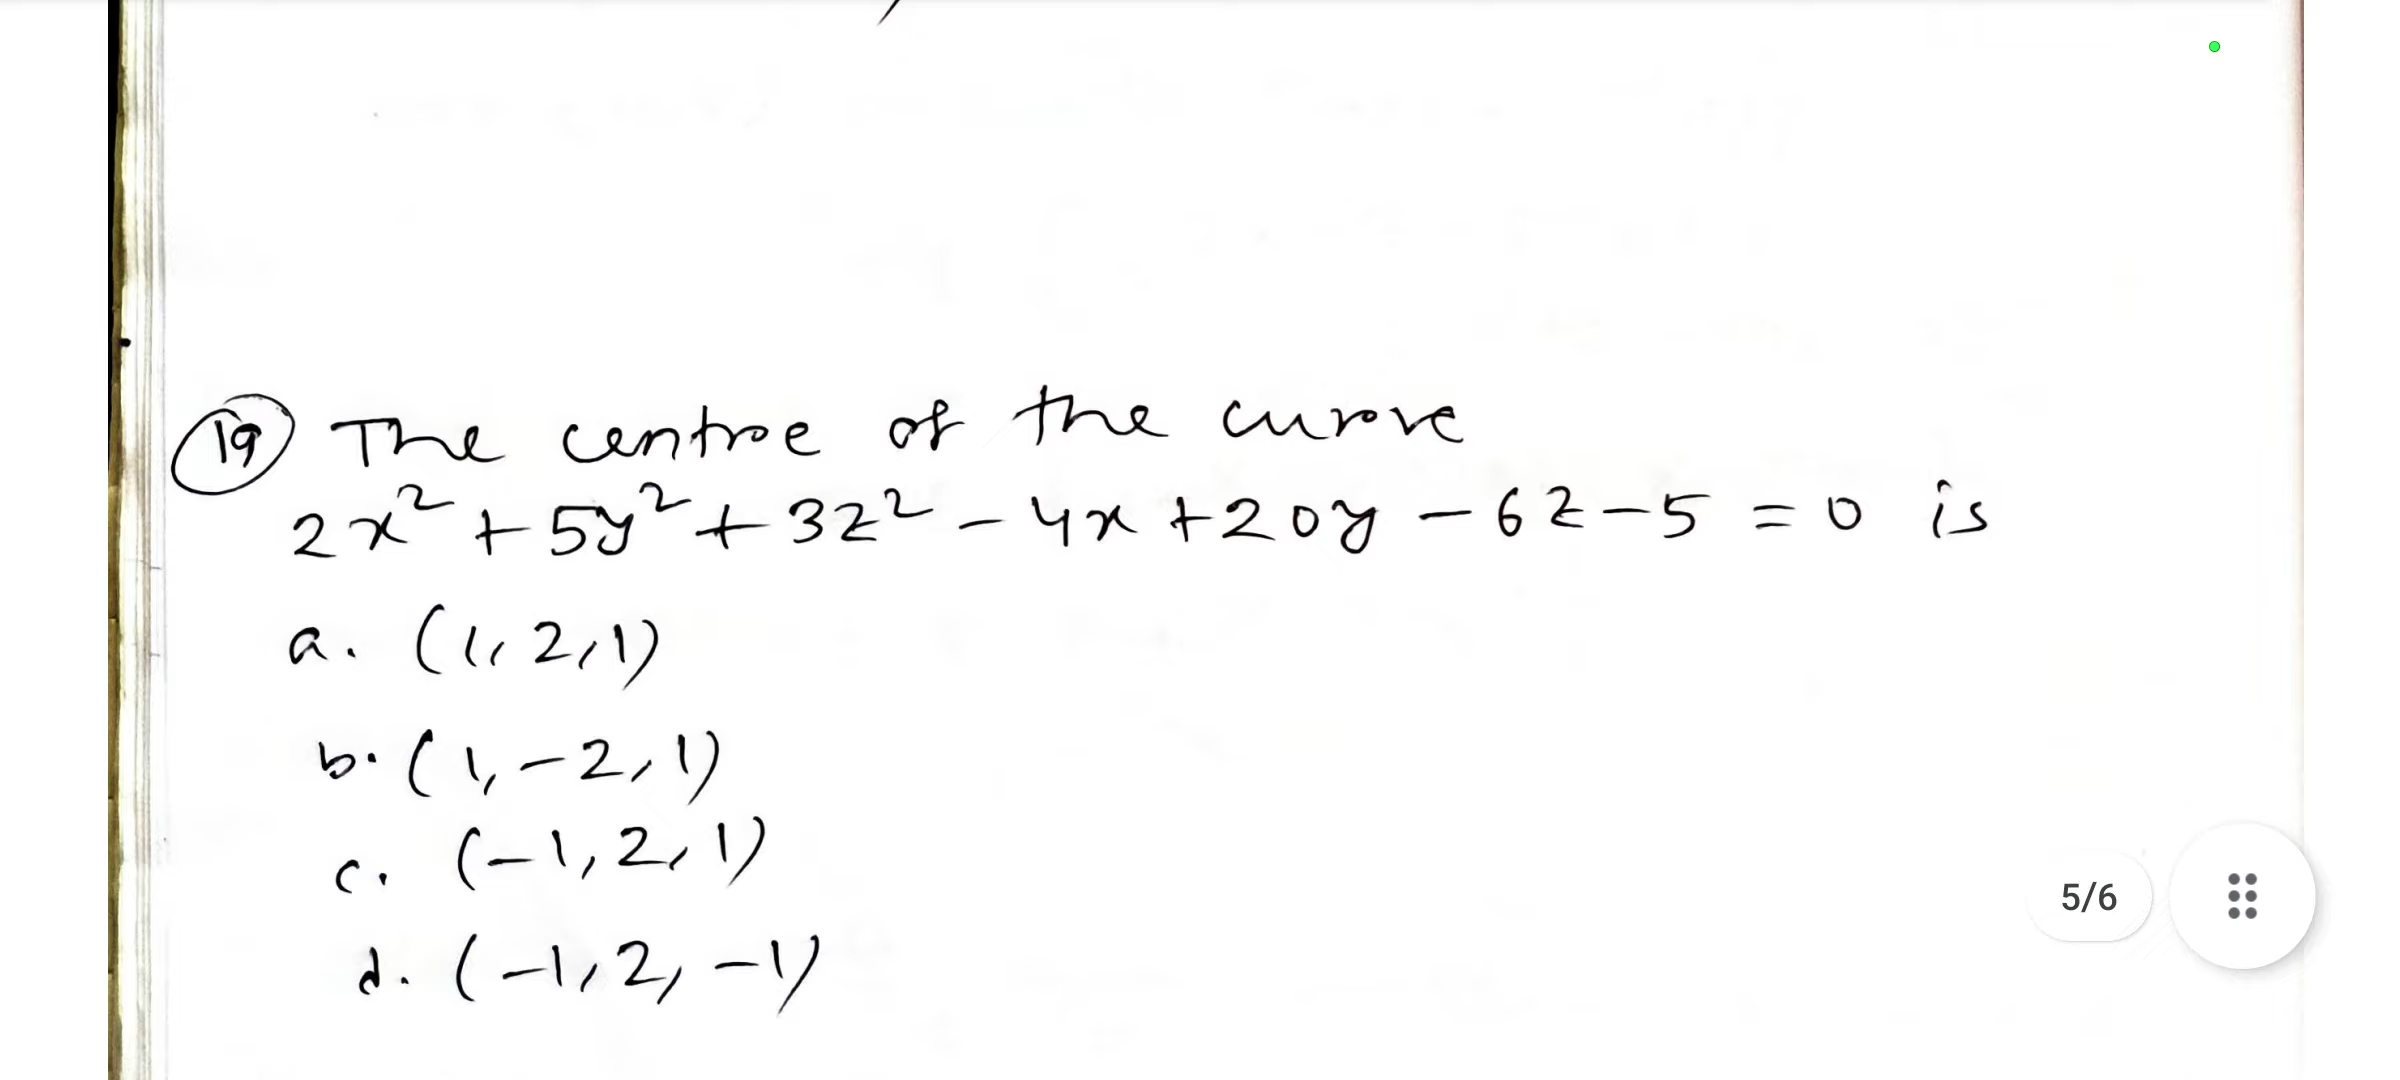 19 The centre of the curve
2x² + 5y² + 3z² - 4x + 20y - 6z - 5 = 0 is
a. (1, 2, 1)
b. (1, -2, 1)
c. (-1, 2, 1)
d. (-1, 2, -1)
5/6